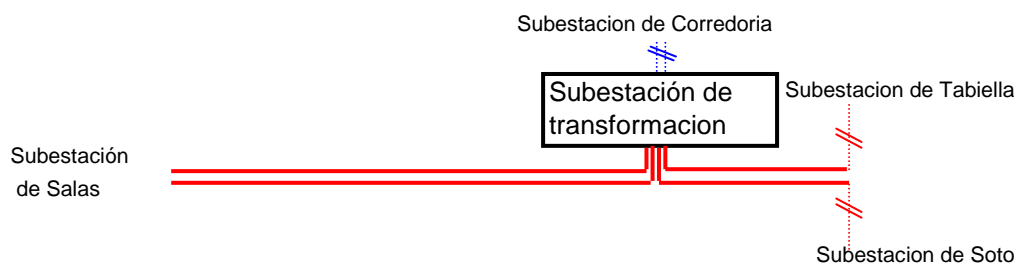 Subestacion de Corredoria
Subestación de
transformacion
Subestacion de Tabiella
Subestación
de Salas
Subestacion de Soto